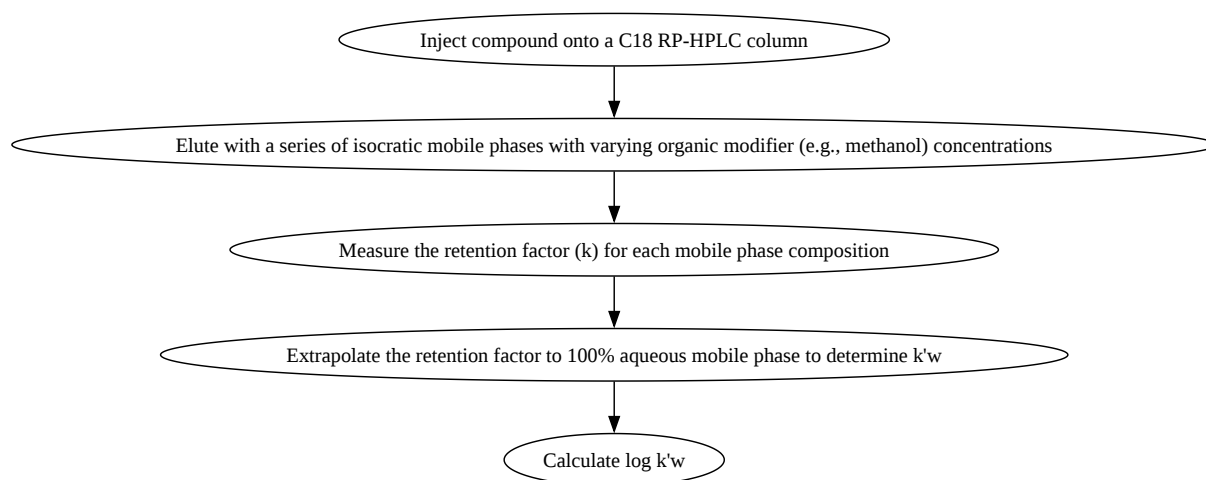 Inject compound onto a C18 RP-HPLC column
Elute with a series of isocratic mobile phases with varying organic modifier (e.g., methanol) concentrations
Measure the retention factor (k) for each mobile phase composition
Extrapolate the retention factor to 100% aqueous mobile phase to determine k'w
Calculate log k'w